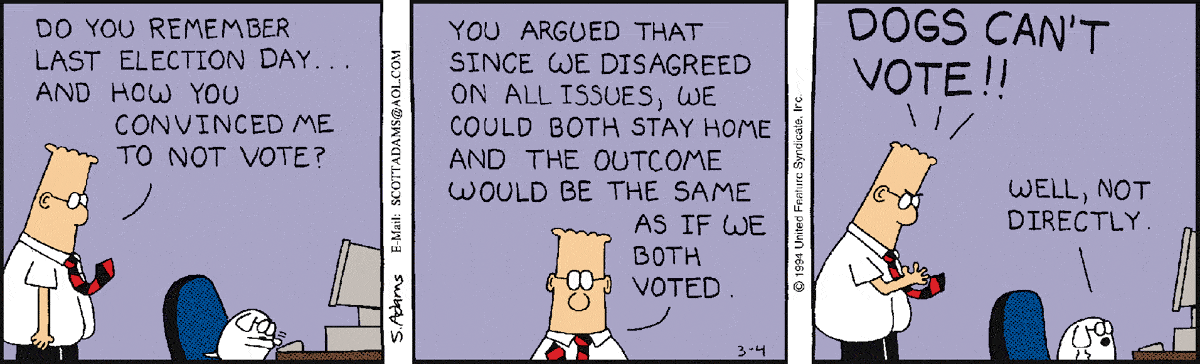 DO YOU REMEMBER
LAST ELECTION DAY...
AND HOW YOU
CONVINCED ME
TO NOT VOTE?
S.Adams E-Mail: SCOTTADAMS@AOL.COM
YOU ARGUED THAT
SINCE WE DISAGREED
ON ALL ISSUES, WE
COULD BOTH STAY HOME
AND THE OUTCOME
WOULD BE THE SAME
AS IF WE
BOTH
VOTED.
3-4
© 1994 United Feature Syndicate, Inc.
DOGS CAN'T
VOTE!!
WELL, NOT
DIRECTLY.